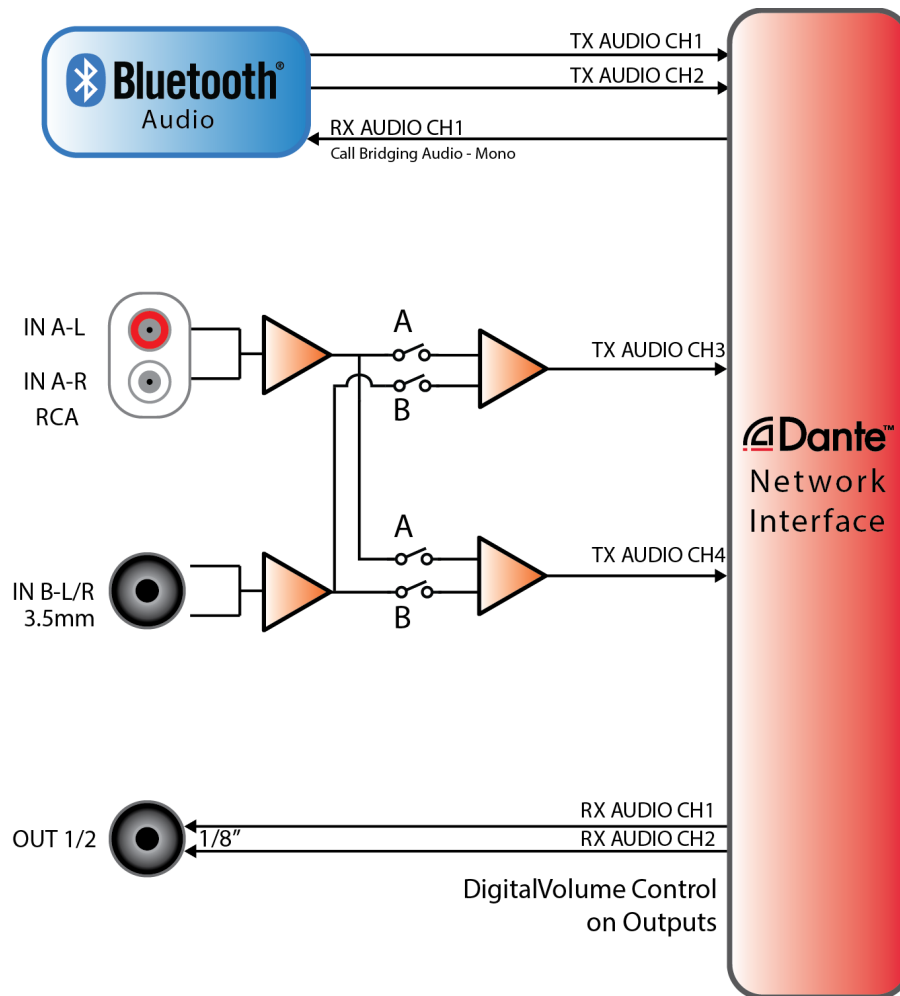 Bluetooth®
Audio
TX AUDIO CH1
TX AUDIO CH2
RX AUDIO CH1
Call Bridging Audio - Mono
IN A-L
IN A-R
RCA
A
B
TX AUDIO CH3
Dante™
Network
Interface
A
B
TX AUDIO CH4
IN B-L/R
3.5mm
OUT 1/2
1/8”
RX AUDIO CH1
RX AUDIO CH2
DigitalVolume Control
on Outputs